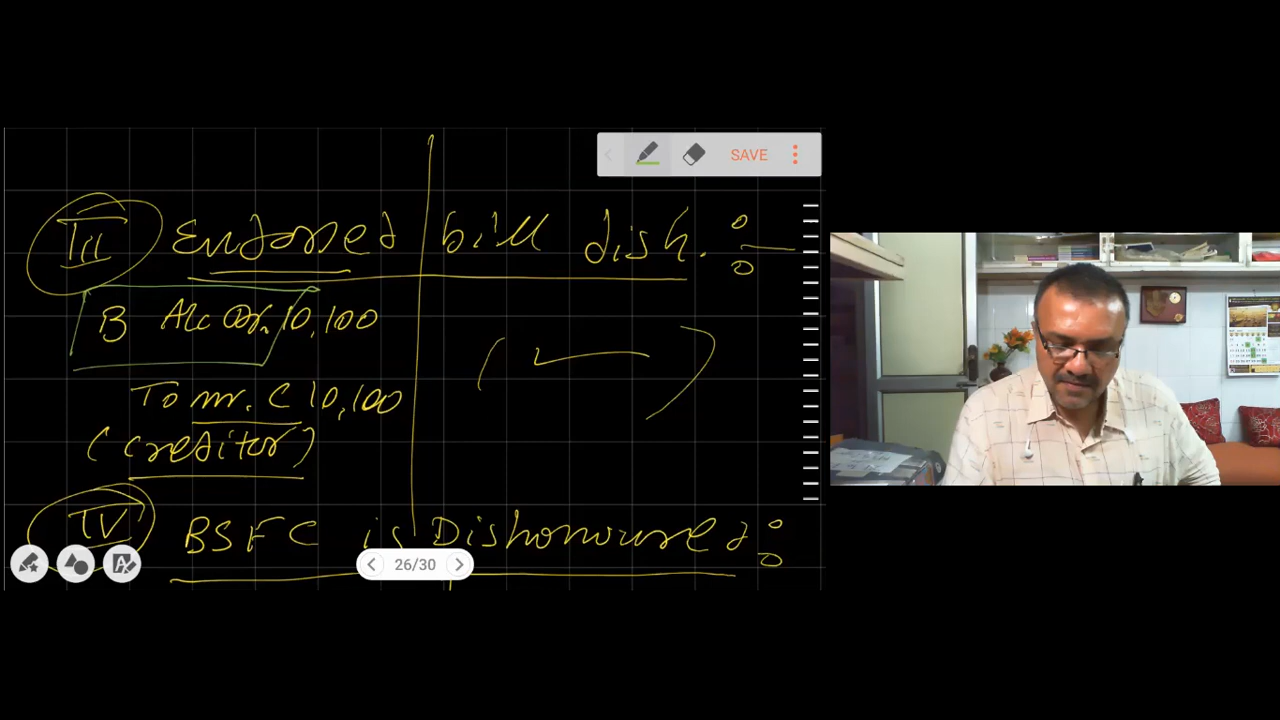 SAVE
III Endorsed bill dish. :-
B A/c Dr. 10,100
To mr. C 10,100
(creditor)
IV BSFC is Dishonoured :
26/30